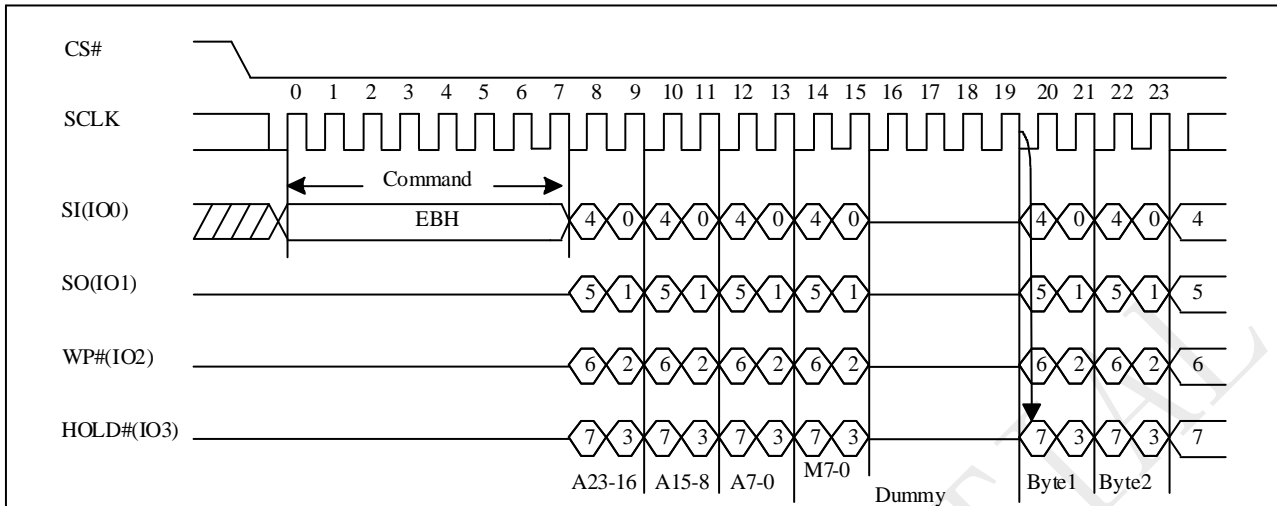 CS#
0 1 2 3 4 5 6 7 8 9 10 11 12 13 14 15 16 17 18 19 20 21 22 23
SCLK
Command
SI(IO0) EBH 4 0 4 0 4 0 4 0 4 0 4 0 4
SO(IO1) 5 1 5 1 5 1 5 1 5 1 5 1 5
WP#(IO2) 6 2 6 2 6 2 6 2 6 2 6 2 6
HOLD#(IO3) 7 3 7 3 7 3 7 3 7 3 7 3 7
A23-16 A15-8 A7-0 M7-0 Dummy Byte1 Byte2